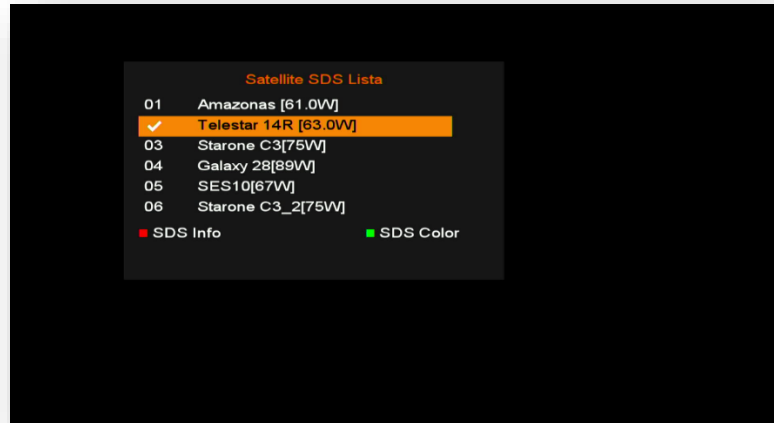 Satellite SDS Lista
01 Amazonas [61.0W]
Telestar 14R [63.0W]
03 Starone C3[75W]
04 Galaxy 28[89W]
05 SES10[67W]
06 Starone C3_2[75W]
SDS Info SDS Color